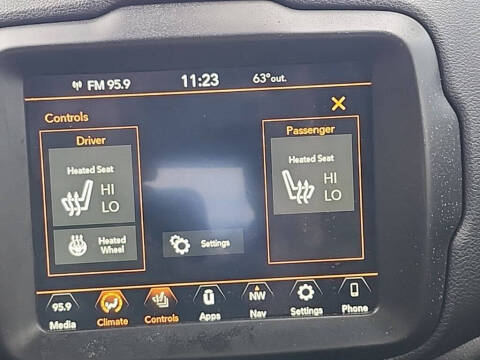 FM 95.9 11:23 63°out.
Controls
Driver
Heated Seat
HI
LO
Heated
Wheel
Settings
Passenger
Heated Seat
HI
LO
95.9 NW
Media Climate Controls Apps Nav Settings Phone